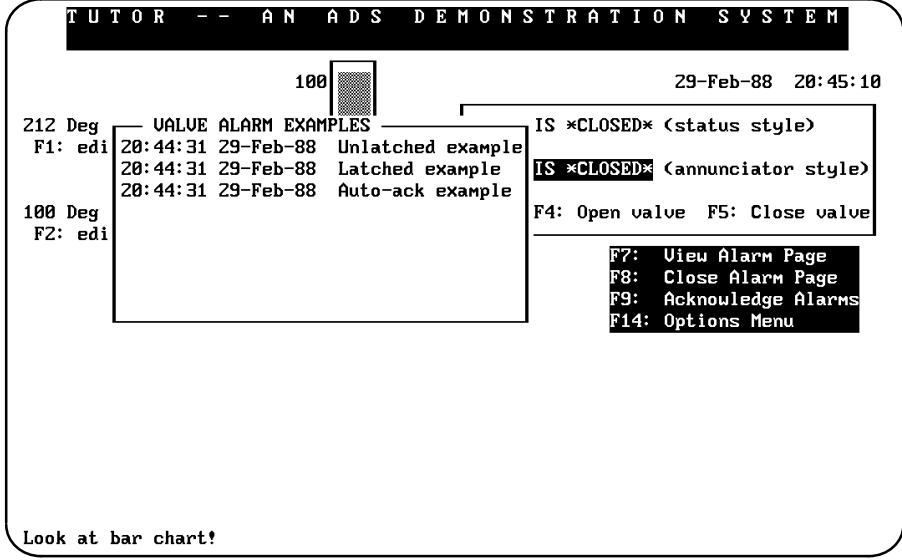 TUTOR -- AN ADS DEMONSTRATION SYSTEM
100
29-Feb-88 20:45:10
212 Deg
F1: edi
VALVE ALARM EXAMPLES
20:44:31 29-Feb-88 Unlatched example
20:44:31 29-Feb-88 Latched example
20:44:31 29-Feb-88 Auto-ack example
IS *CLOSED* (status style)
IS *CLOSED* (annunciator style)
F4: Open valve F5: Close valve
100 Deg
F2: edi
F7: View Alarm Page
F8: Close Alarm Page
F9: Acknowledge Alarms
F14: Options Menu
Look at bar chart!